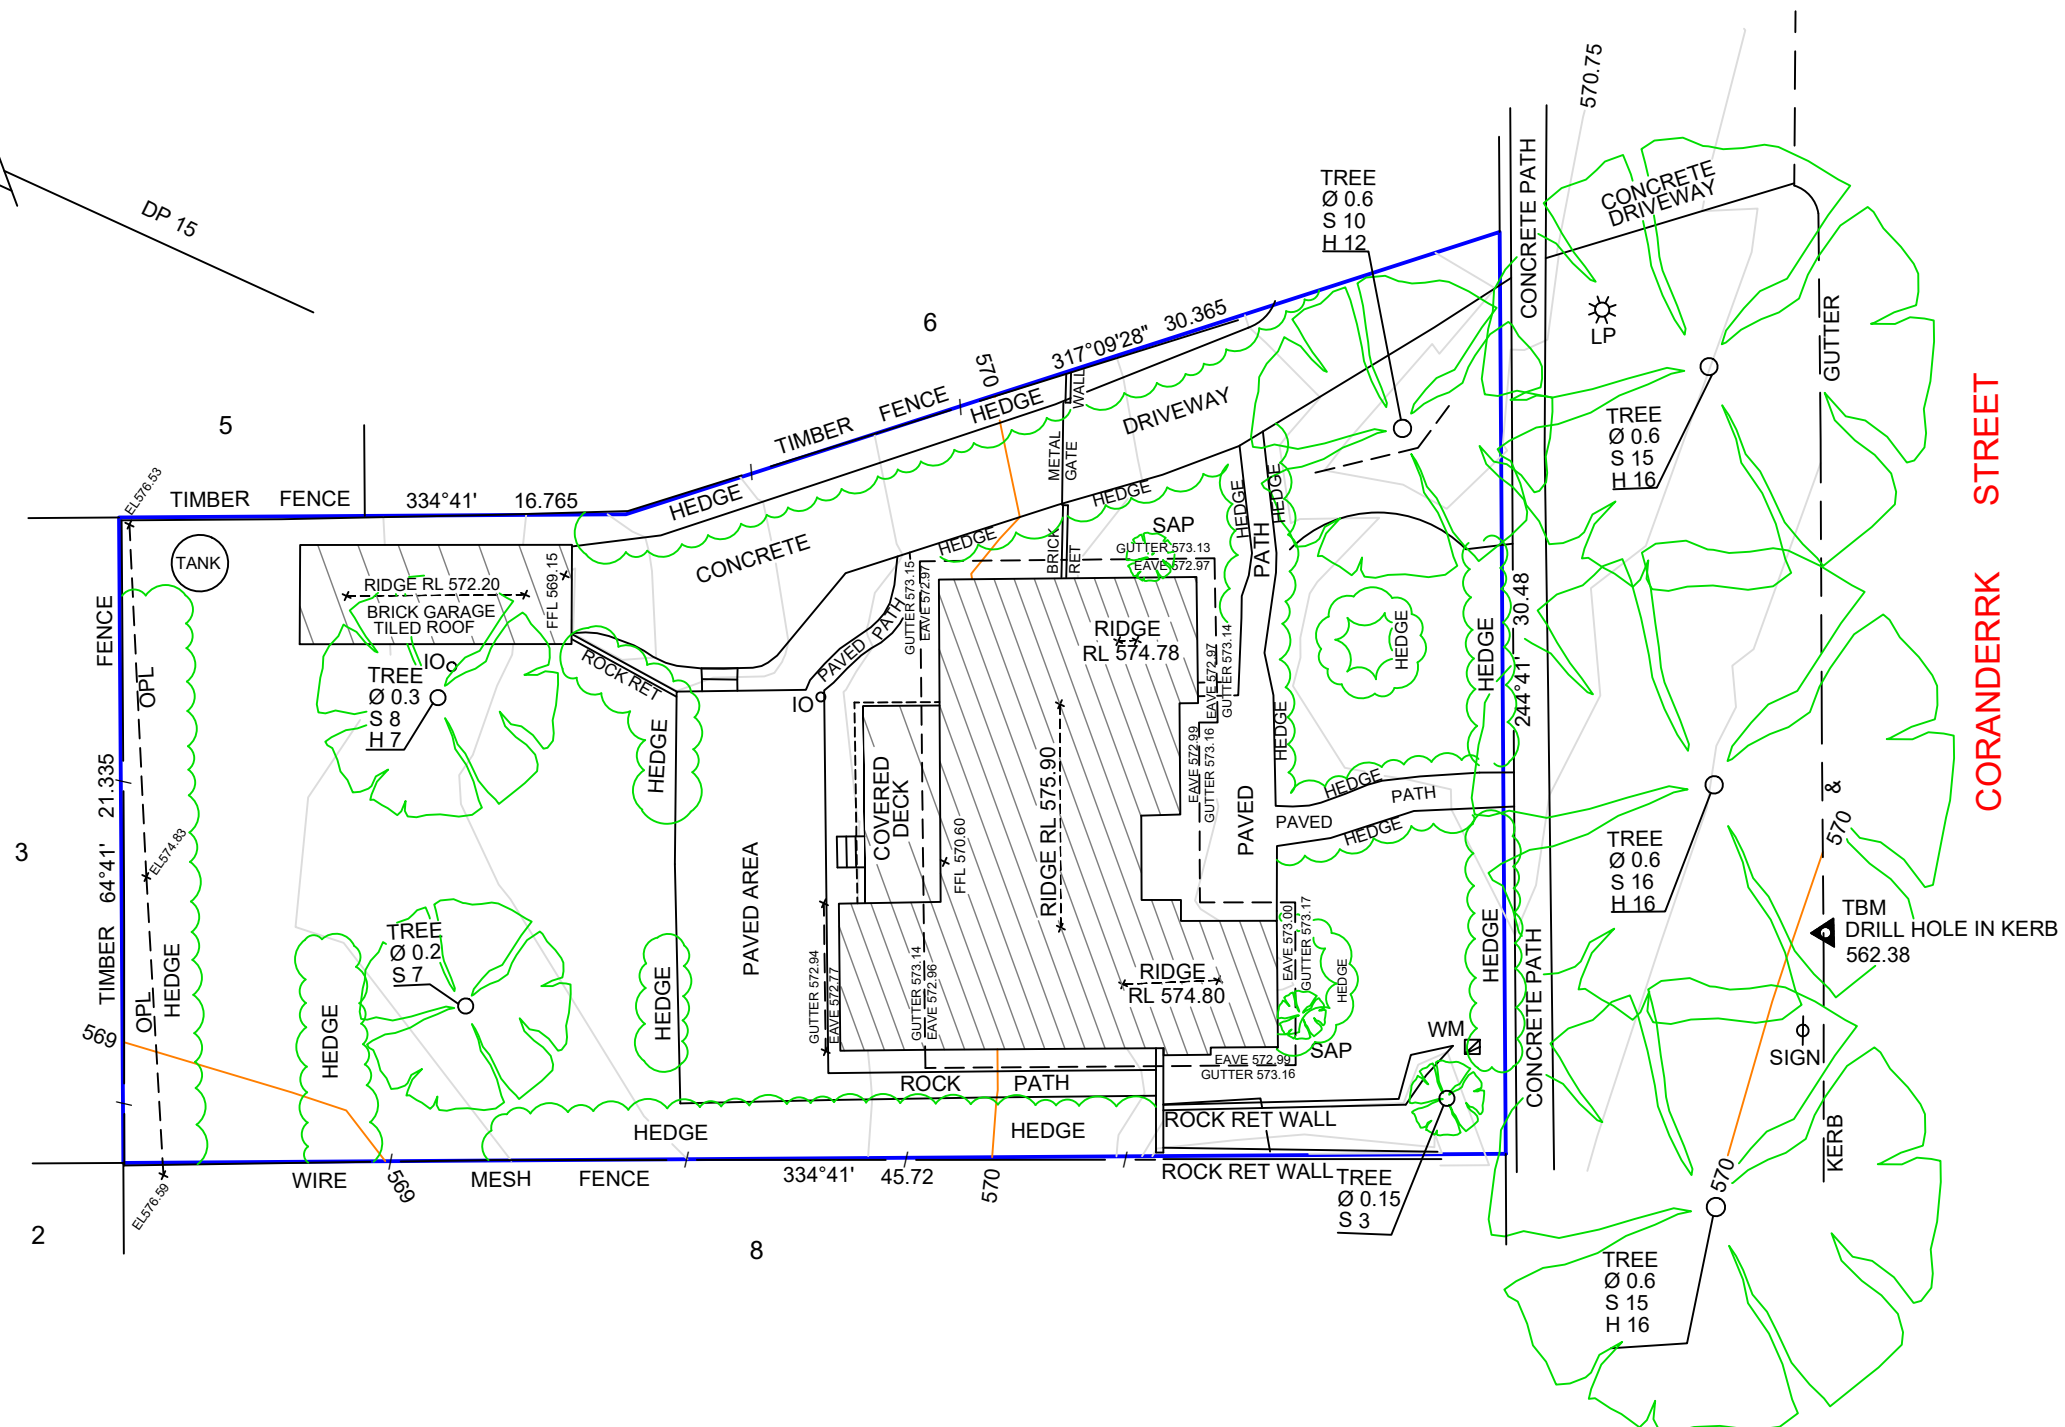 570.75
DP 15
TREE
Ø 0.6
S 10
H 12
CONCRETE PATH
CONCRETE
DRIVEWAY
LP
GUTTER
6
317°09'28" 30.365
570
TIMBER FENCE
HEDGE
WALL
DRIVEWAY
TREE
Ø 0.6
S 15
H 16
CORANDERK STREET
5
EL576.53
TIMBER FENCE 334°41' 16.765
HEDGE
METAL
GATE
HEDGE
HEDGE
HEDGE
SAP
TANK
RIDGE RL 572.20
BRICK GARAGE
TILED ROOF
FFL 569.15
CONCRETE
HEDGE
BRICK
RET
GUTTER 573.13
EAVE 572.97
PATH
GUTTER 573.15
EAVE 572.97
RIDGE
RL 574.78
HEDGE
HEDGE
30.48
244°41'
FENCE
OPL
IO
TREE
Ø 0.3
S 8
H 7
ROCK RET
PAVED PATH
IO
HEDGE
EAVE 572.97
GUTTER 573.14
HEDGE
EAVE 572.99
GUTTER 573.16
RIDGE RL 575.90
COVERED
DECK
FFL 570.60
HEDGE
PATH
PAVED
HEDGE
PAVED
&
570
3
21.335
64°41'
EL574.83
PAVED AREA
TREE
Ø 0.6
S 16
H 16
TBM
DRILL HOLE IN KERB
562.38
TIMBER
OPL
HEDGE
569
TREE
Ø 0.2
S 7
HEDGE
HEDGE
GUTTER 572.94
EAVE 572.77
GUTTER 573.14
EAVE 572.96
RIDGE
RL 574.80
EAVE 573.00
GUTTER 573.17
HEDGE
SAP
HEDGE
CONCRETE PATH
WM
SIGN
EAVE 572.99
GUTTER 573.16
ROCK PATH
HEDGE
HEDGE
ROCK RET WALL
KERB
ROCK RET WALL
EL576.59
WIRE
569
MESH FENCE
334°41' 45.72
570
TREE
Ø 0.15
S 3
570
2
8
TREE
Ø 0.6
S 15
H 16